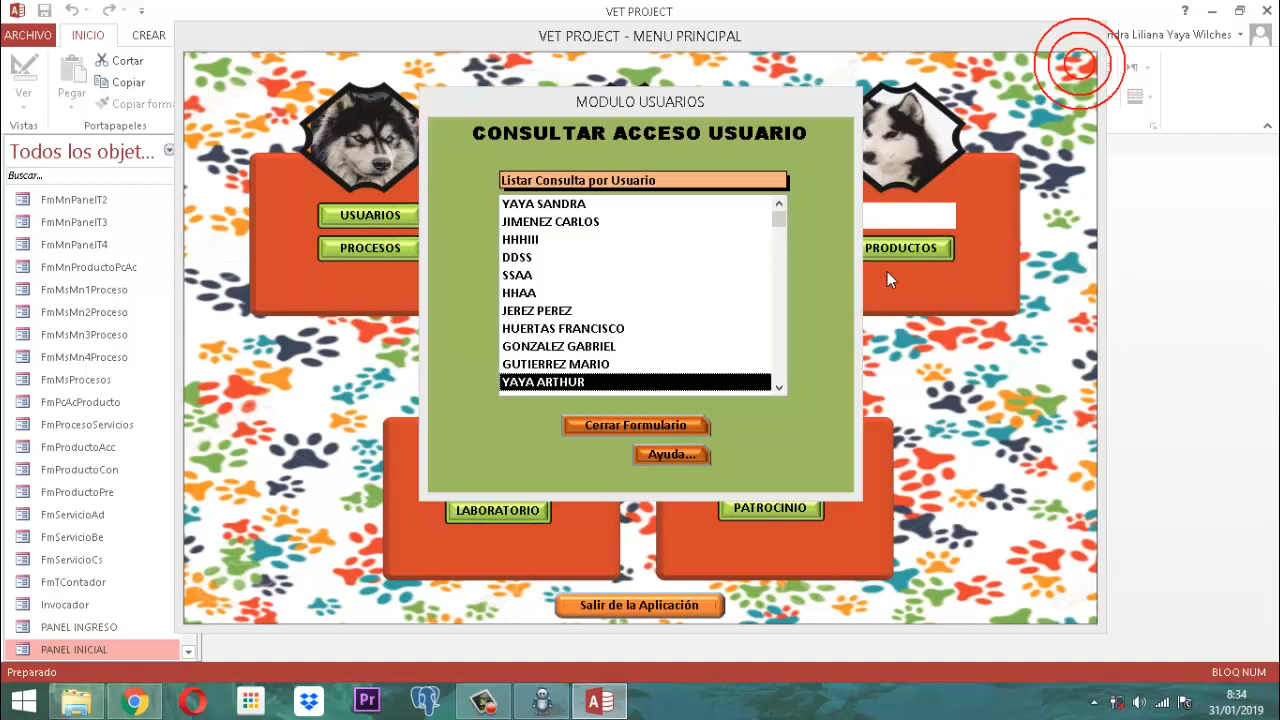 VET PROJECT
ARCHIVO
INICIO
CREAR
ndra Liliana Yaya Wilches
Ver
Pegar
Cortar
Copiar
Copiar forma
Vistas
Portapapeles
VET PROJECT - MENU PRINCIPAL
Todos los objet...
Buscar...
FmMnPanelT2
FmMnPanelT3
FmMnPanelT4
FmMnProductoPcAc
FmMsMn1Proceso
FmMsMn2Proceso
FmMsMn3Proceso
FmMsMn4Proceso
FmMsProcesos
FmPcAcProducto
FmProcesoServicios
FmProductoAcc
FmProductoCon
FmProductoPre
FmServicioAd
FmServicioBe
FmServicioCs
FmTContador
Invocador
PANEL INGRESO
PANEL INICIAL
USUARIOS
PROCESOS
PRODUCTOS
MODULO USUARIOS
CONSULTAR ACCESO USUARIO
Listar Consulta por Usuario
YAYA SANDRA
JIMENEZ CARLOS
HHHIII
DDSS
SSAA
HHAA
JEREZ PEREZ
HUERTAS FRANCISCO
GONZALEZ GABRIEL
GUTIERREZ MARIO
YAYA ARTHUR
Cerrar Formulario
Ayuda...
LABORATORIO
PATROCINIO
Salir de la Aplicación
Preparado
BLOQ NUM
Pr
8:34
31/01/2019